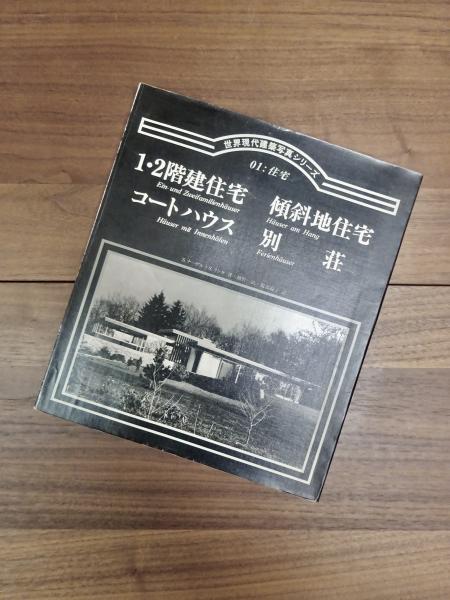 世界現代建築写真シリーズ
01:住宅
1・2階建住宅
Ein-und Zweifamilienhäuser
コートハウス
Häuser mit Innenhöfen
傾斜地住宅
Häuser am Hang
別荘
Ferienhäuser